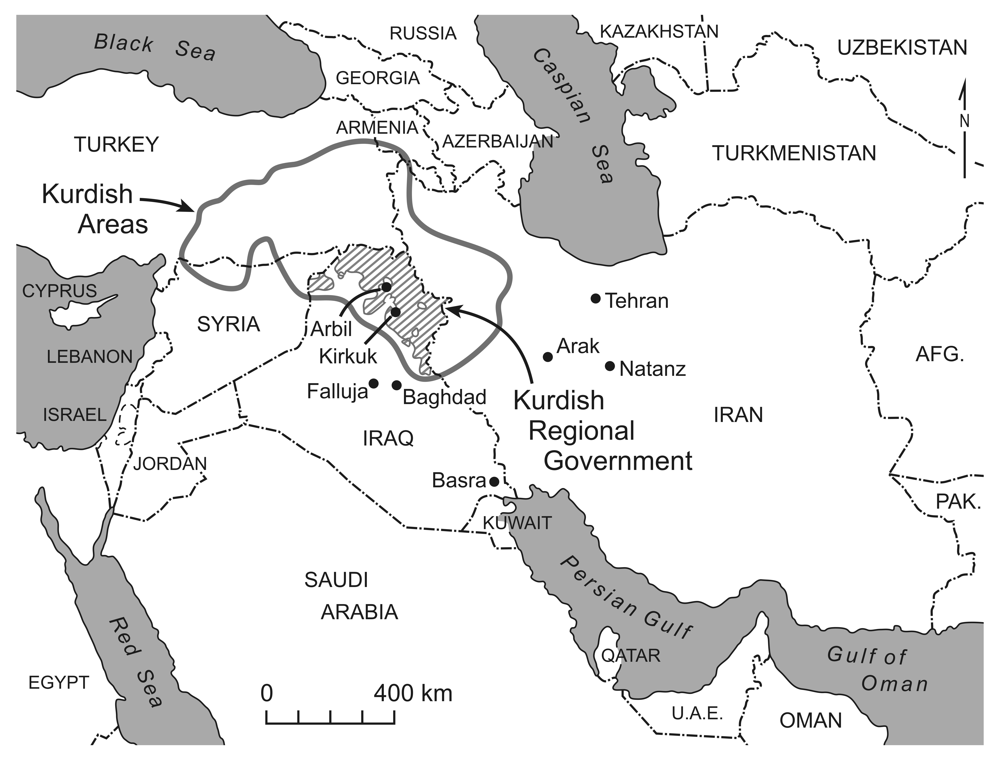 Black Sea
RUSSIA
KAZAKHSTAN
UZBEKISTAN
GEORGIA
Caspian Sea
N
ARMENIA
AZERBAIJAN
TURKEY
TURKMENISTAN
Kurdish
Areas
CYPRUS
SYRIA
Arbil
Kirkuk
Tehran
Arak
Natanz
AFG.
LEBANON
Falluja
Baghdad
Kurdish
Regional
Government
ISRAEL
IRAQ
IRAN
JORDAN
Basra
KUWAIT
PAK.
SAUDI
ARABIA
Persian Gulf
Red Sea
QATAR
Gulf of
Oman
EGYPT
0 400 km
U.A.E.
OMAN